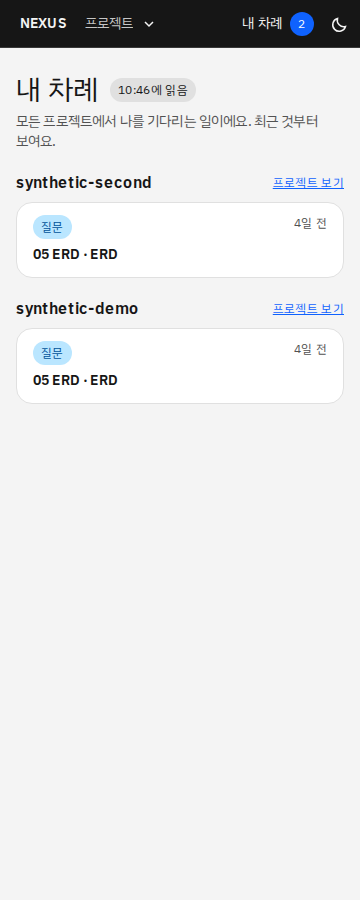 NEXUS 프로젝트 내 차례 2
내 차례 10:46에 읽음
모든 프로젝트에서 나를 기다리는 일이에요. 최근 것부터
보여요.
synthetic-second 프로젝트 보기
질문 4일 전
05 ERD · ERD
synthetic-demo 프로젝트 보기
질문 4일 전
05 ERD · ERD